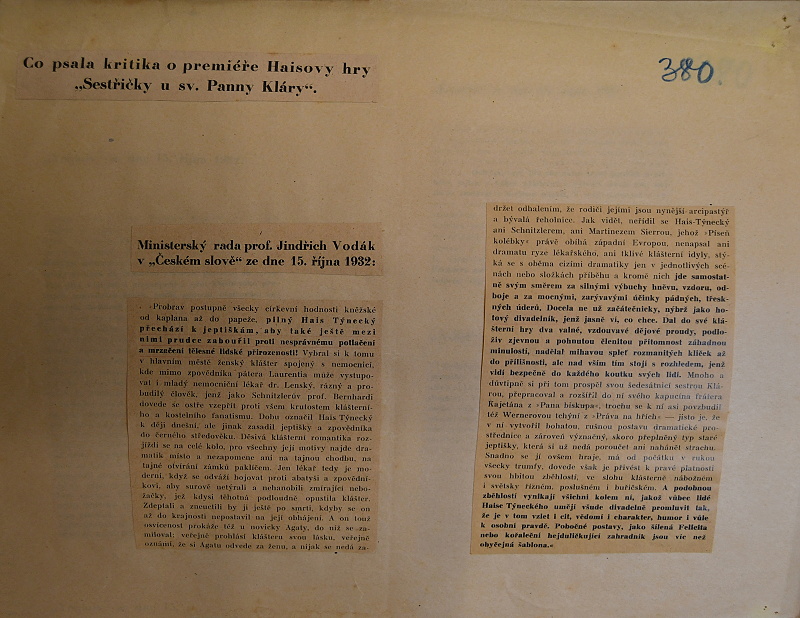 Co psala kritika o premiéře Haisovy hry
„Sestřičky u sv. Panny Kláry“.
380
Ministerský rada prof. Jindřich Vodák
v „Českém slově“ ze dne 15. října 1932:
»Probrav postupně všecky církevní hodnosti kněžské
od kaplana až do papeže, pilný Hais Týnecký
přechází k jeptiškám, aby také ještě mezi
nimi prudce zabouřil proti nesprávnému potlačení
a mrzačení tělesné lidské přirozenosti! Vybral si k tomu
v hlavním městě ženský klášter spojený s nemocnicí,
kde mimo zpovědníka pátera Laurentia může vystupo-
vat i mladý nemocniční lékař dr. Lenský, rázný a pro-
budilý člověk, jenž jako Schnitzlerův prof. Bernhardi
dovede se ostře vzepřít proti všem krutostem klášterní-
ho a kostelního fanatismu. Dobu označil Hais Týnecký
k ději dnešní, ale jinak zasadil jeptišky a zpovědníka
do černého středověku. Děsivá klášterní romantika roz-
jíždí se na celé kolo, pro všechny její motivy najde dra-
matik místo a nezapomene ani na tajnou chodbu, na
tajné otvírání zámků paklíčem. Jen lékař tedy je mo-
derní, když se odváží bojovat proti abatyši a zpovědní-
kovi, aby surově netýrali a nehanobili zmírající nebo-
žačky, jež kdysi těhotná podloudně opustila klášter.
Zdeptali a zneuctili by ji ještě po smrti, kdyby se on
až do krajnosti nepostavil na její obhájení. A on touž
osvícenost prokáže též u novicky Agaty, do níž se za-
miloval; veřejně prohlásí klášteru svou lásku, veřejně
oznámí, že si Agatu odvede za ženu, a nijak se nedá za-
držet odhalením, že rodiči jejími jsou nynější arcipastýř
a bývalá řeholnice. Jak vidět, neřídil se Hais-Týnecký
ani Schnitzlerem, ani Martinezem Sierrou, jehož »Píseň
kolébky« právě obíhá západní Evropou, nenapsal ani
dramatu ryze lékařského, ani tklivé klášterní idyly, stý-
ká se s oběma cizími dramatiky jen v jednotlivých scé-
nách nebo složkách příběhu a kromě nich jde samostat-
ně svým směrem za silnými výbuchy hněvu, vzdoru, od-
boje a za mocnými, zarývavými účinky pádných, třesk-
ných úderů. Docela ne už začátečnicky, nýbrž jako ho-
tový divadelník, jenž jasně ví, co chce. Dal do své klá-
šterní hry dva valné, vzdouvavé dějové proudy, podlo-
živ zjevnou a pohnutou členitou přítomnost záhadnou
minulostí, nadělal míhavou splef rozmanitých kliček až
do přílišnosti, ale nad vším tím stojí s rozhledem, jenž
vidí bezpečně do každého koutku svých lidí. Mnoho a
důvtipně si při tom prospěl svou šedesátnicí sestrou Klá-
rou, přepracoval a rozšířil do ní svého kapucína frátera
Kajetána z »Pana biskupa«, trochu se k ní asi povzbudil
též Wernerovou tchyní z »Práva na hřích« — jisto je, že
v ní vytvořil bohatou, rušnou postavu dramatické pro-
střednice a zároveň význačný, skoro přeplněný typ staré
jeptišky, která si už nedá poroučet ani nahánět strachu.
Snadno se jí ovšem hraje, má od počátku v rukou
všecky trumfy, dovede však je přivést k pravé platnosti
svou hbitou zběhlostí, ve slohu klášterně nábožném
i světsky řízném, poslušném i buřičském. A podobnou
zběhlostí vynikají všichni kolem ní, jakož vůbec lidé
Haise Týneckého umějí všude divadelně promluvit tak,
že je v tom vzlet i cit, vědomí i charakter, humor i vůle
k osobní pravdě. Pobočné postavy, jako šílená Felicita
nebo kořaleční hejdulíčkující zahradník jsou víc než
obyčejná šablona.«